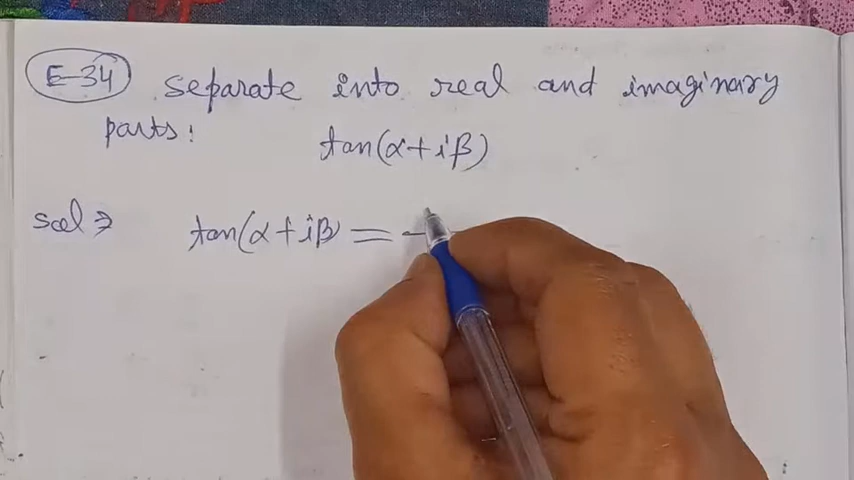 E-34 separate into real and imaginary
parts:
tan(α+iβ)
sol ⇒ tan(α+iβ) =